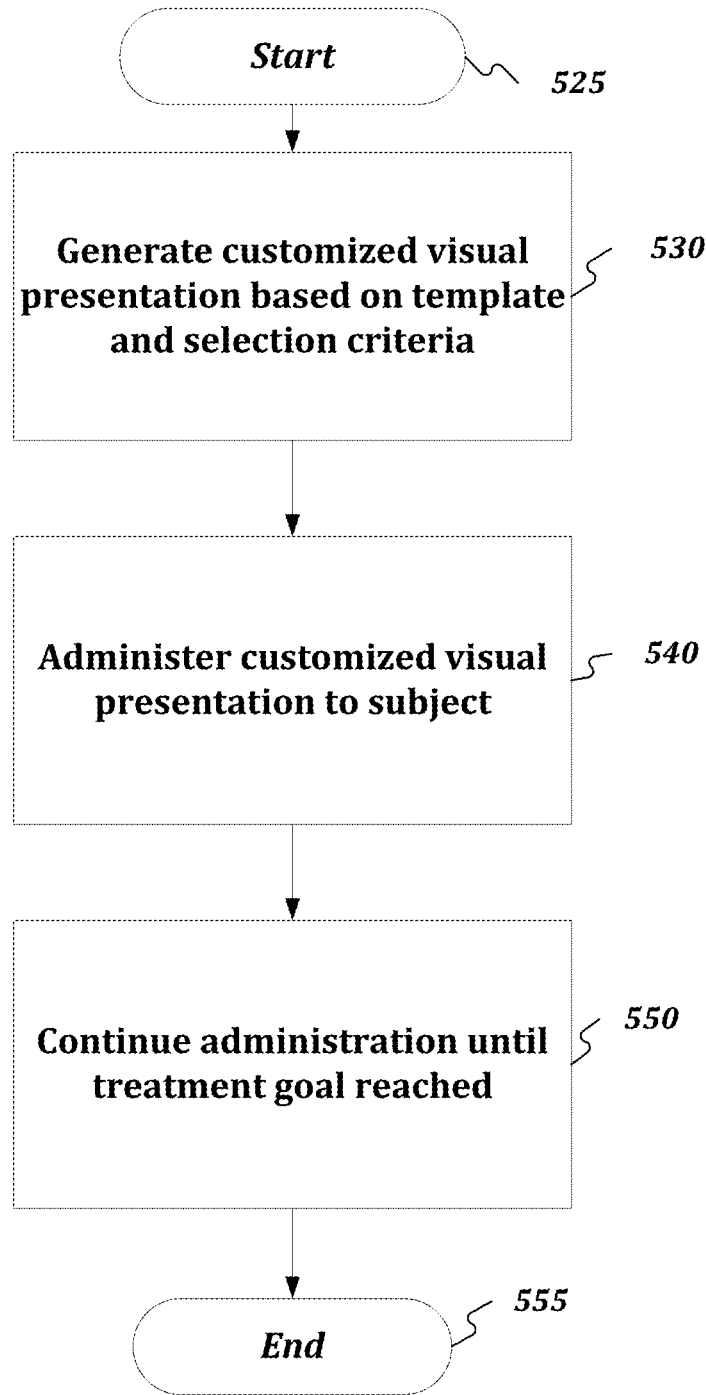 Start
525
Generate customized visual
presentation based on template
and selection criteria
530
Administer customized visual
presentation to subject
540
Continue administration until
treatment goal reached
550
End
555